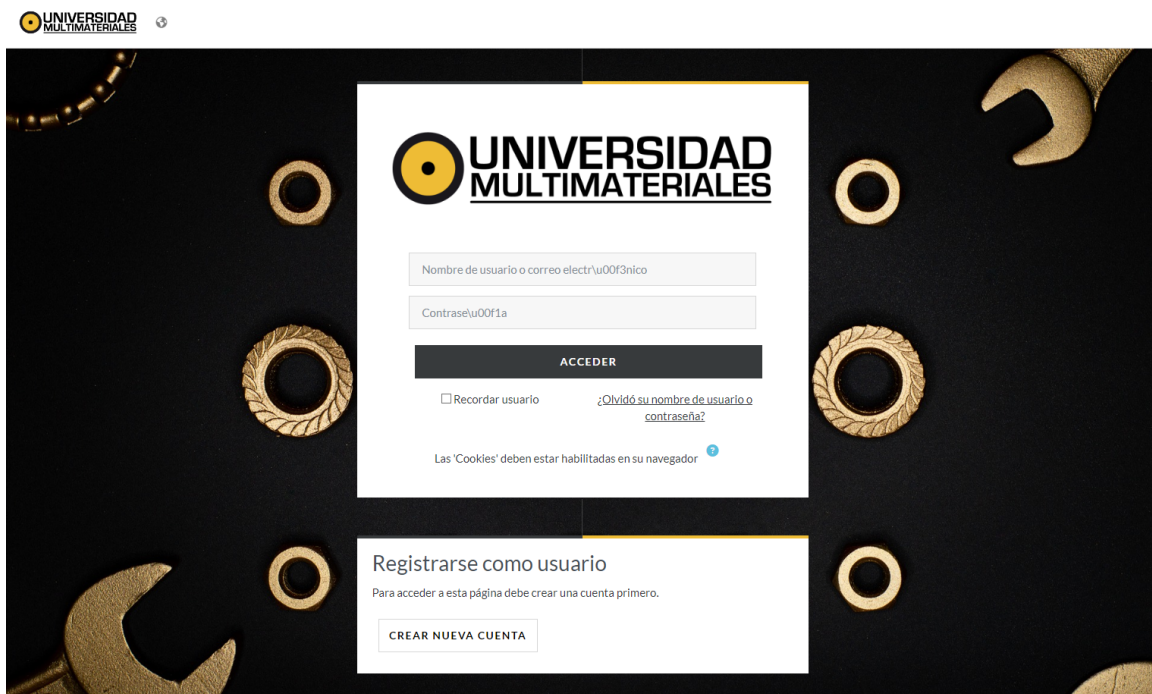 UNIVERSIDAD
MULTIMATERIALES
UNIVERSIDAD
MULTIMATERIALES
Nombre de usuario o correo electr\u00f3nico
Contrase\u00f1a
ACCEDER
Recordar usuario
¿Olvidó su nombre de usuario o
contraseña?
Las 'Cookies' deben estar habilitadas en su navegador
?
Registrarse como usuario
Para acceder a esta página debe crear una cuenta primero.
CREAR NUEVA CUENTA